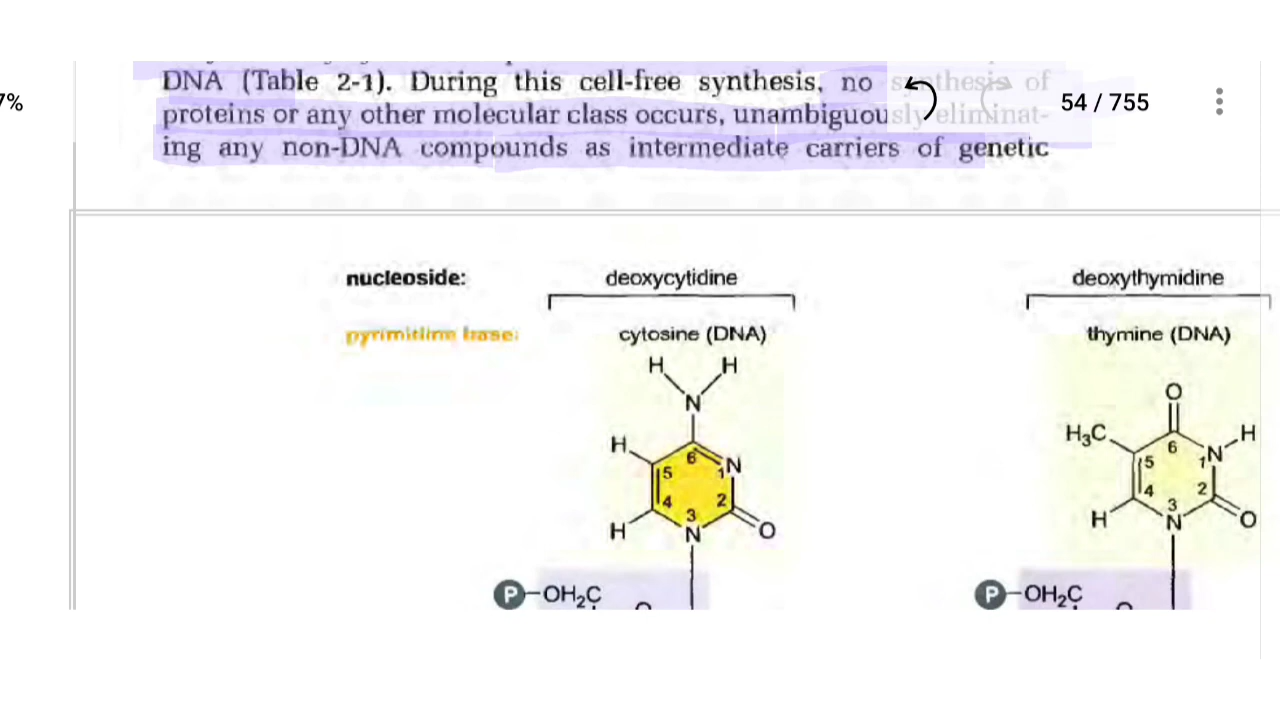 DNA (Table 2-1). During this cell-free synthesis, no synthesis of
7%
54 / 755
proteins or any other molecular class occurs, unambiguously eliminat-
ing any non-DNA compounds as intermediate carriers of genetic
nucleoside: deoxycytidine deoxythymidine
cytosine (DNA) thymine (DNA)
H H
N
O
H H₃C H
6 6
5 1 N 5 1 N
4 2 4 2
3 3
H N O H N O
P OH₂C P OH₂C